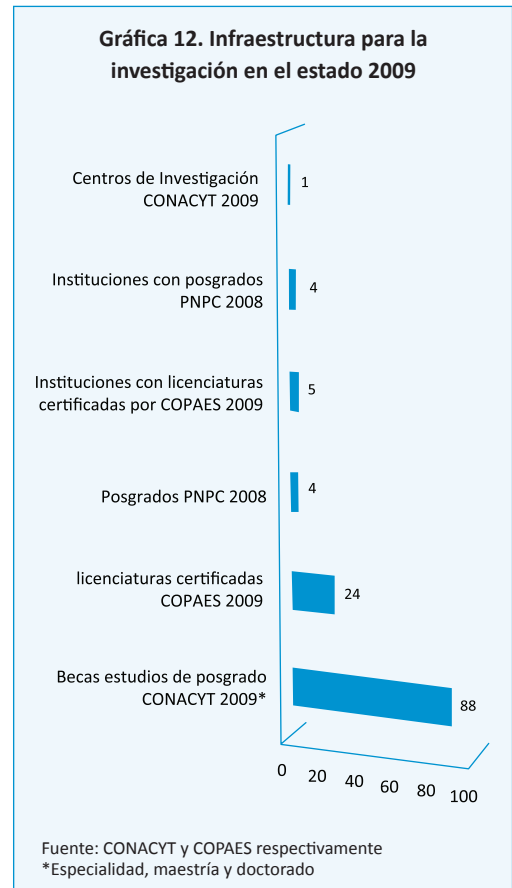 Gráfica 12. Infraestructura para la
investigación en el estado 2009
Centros de Investigación
CONACYT 2009
1
Instituciones con posgrados
PNPC 2008
4
Instituciones con licenciaturas
certificadas por COPAES 2009
5
Posgrados PNPC 2008
4
licenciaturas certificadas
COPAES 2009
24
Becas estudios de posgrado
CONACYT 2009*
88
0 20 40 60 80 100
Fuente: CONACYT y COPAES respectivamente
*Especialidad, maestría y doctorado